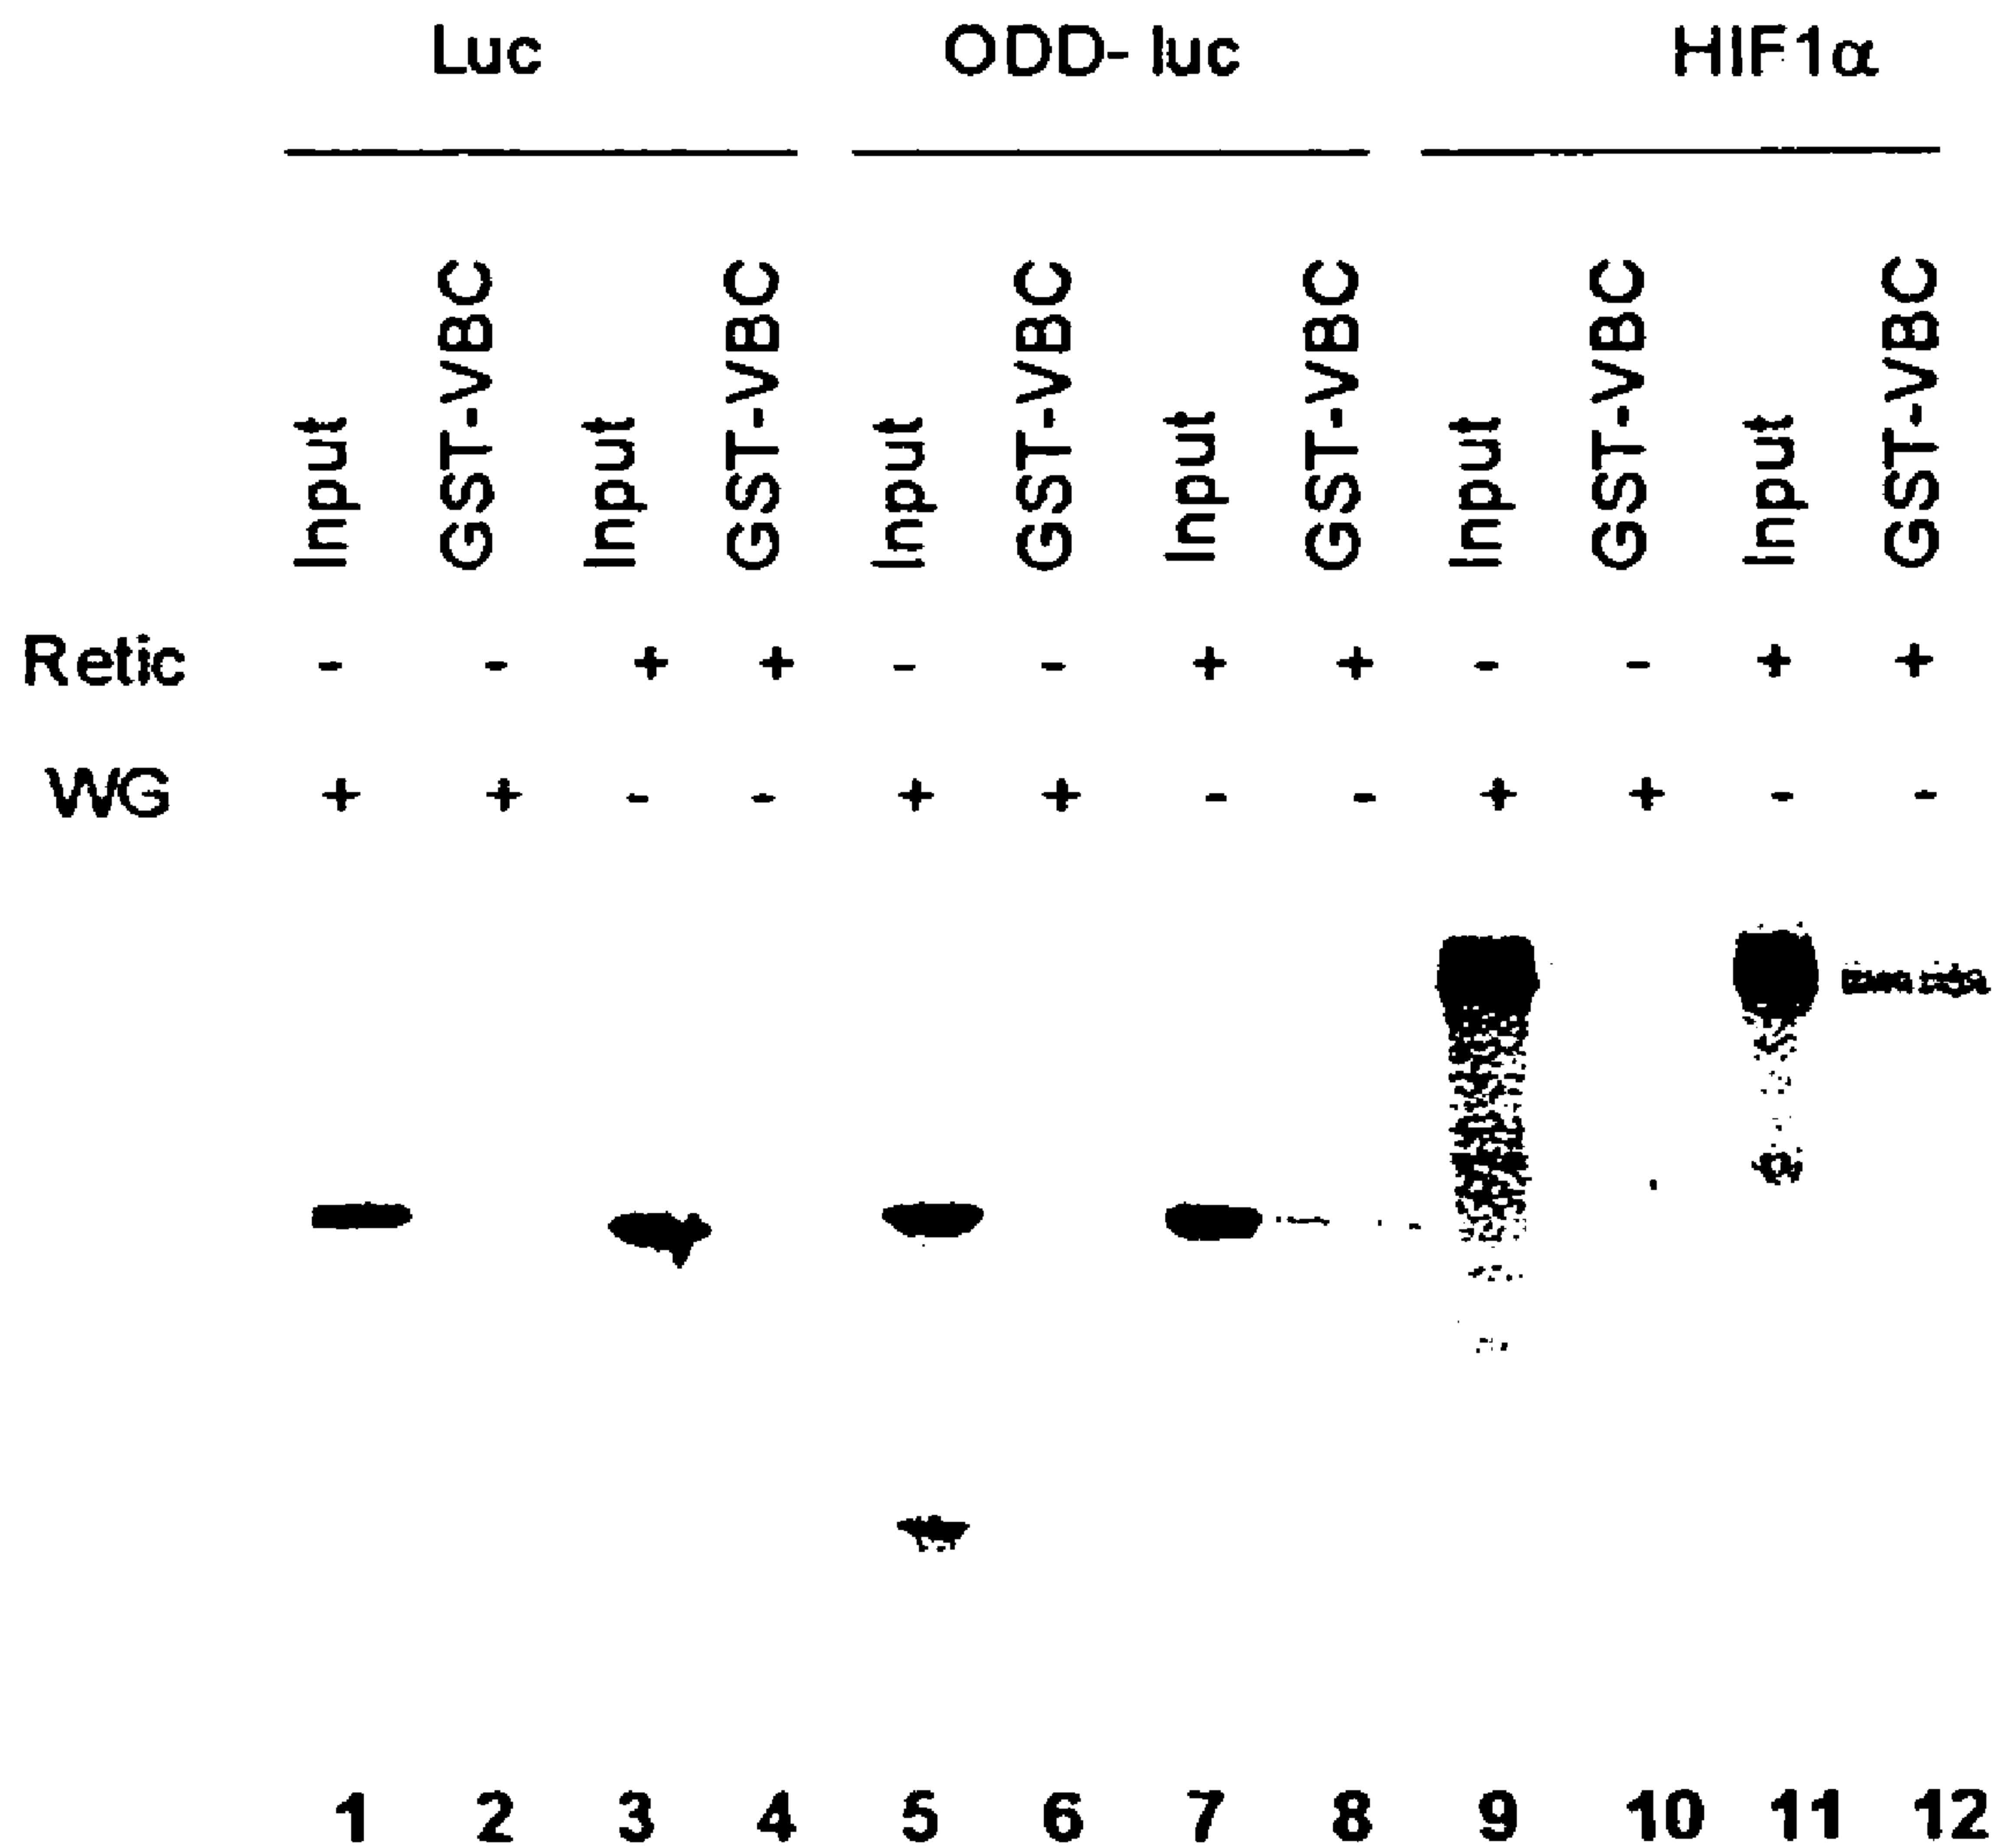 Luc ODD- luc HIF1α
Input GST-VBC Input GST-VBC Input GST-VBC Input GST-VBC Input GST-VBC Input GST-VBC
Retic - - + + - - + + - - + +
WG + + - - + + - - + + - -
1 2 3 4 5 6 7 8 9 10 11 12